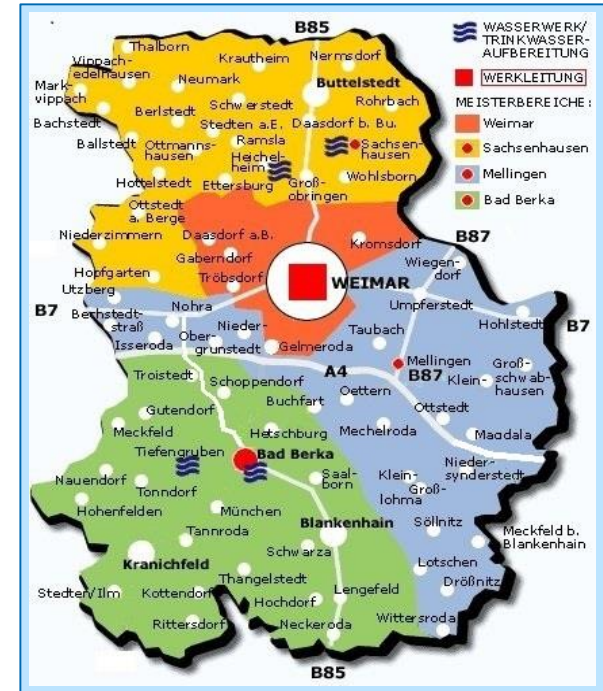 B85
WASSERWERK/
TRINKWASSER-
AUFBEREITUNG
WERKLEITUNG
MEISTERBEREICHE:
Weimar
Sachsenhausen
Mellingen
Bad Berka
Thalborn
Vippach-
edelhausen
Krautheim
Nermsdorf
Mark-
vippach
Neumark
Buttelstedt
Rohrbach
Bachstedt
Berlstedt
Schwerstedt
Stedten a.E.
Daasdorf b. Bu.
Ballstedt
Ottmanns-
hausen
Ramsla
Heichel-
heim
Sachsen-
hausen
Hottelstedt
Ettersburg
Groß-
obringen
Wohlsborn
Ottstedt
a. Berge
Niederzimmern
Daasdorf a.B.
Kromsdorf
B87
Gaberndorf
Wiegen-
dorf
Hopfgarten
Tröbsdorf
WEIMAR
Utzberg
Umpferstedt
B7
Bechstedt-
straß
Nohra
Hohlstedt
B7
Isseroda
Ober-
grunstedt
Nieder-
Gelmeroda
Taubach
Mellingen
Groß-
schwab-
hausen
Klein-
B87
A4
Troistedt
Schoppendorf
Buchfart
Oettern
Ottstedt
Gutendorf
Meckfeld
Hetschburg
Mechelroda
Magdala
Tiefengruben
Bad Berka
Nieder-
synderstedt
Nauendorf
Tonndorf
Saal-
born
Klein-
Groß-
lohma
Hohenfelden
München
Blankenhain
Söllnitz
Meckfeld b.
Blankenhain
Tannroda
Schwarza
Kranichfeld
Lotschen
Thangelstedt
Drößnitz
Stedten/Ilm
Kottendorf
Hochdorf
Lengefeld
Rittersdorf
Neckeroda
Wittersroda
B85